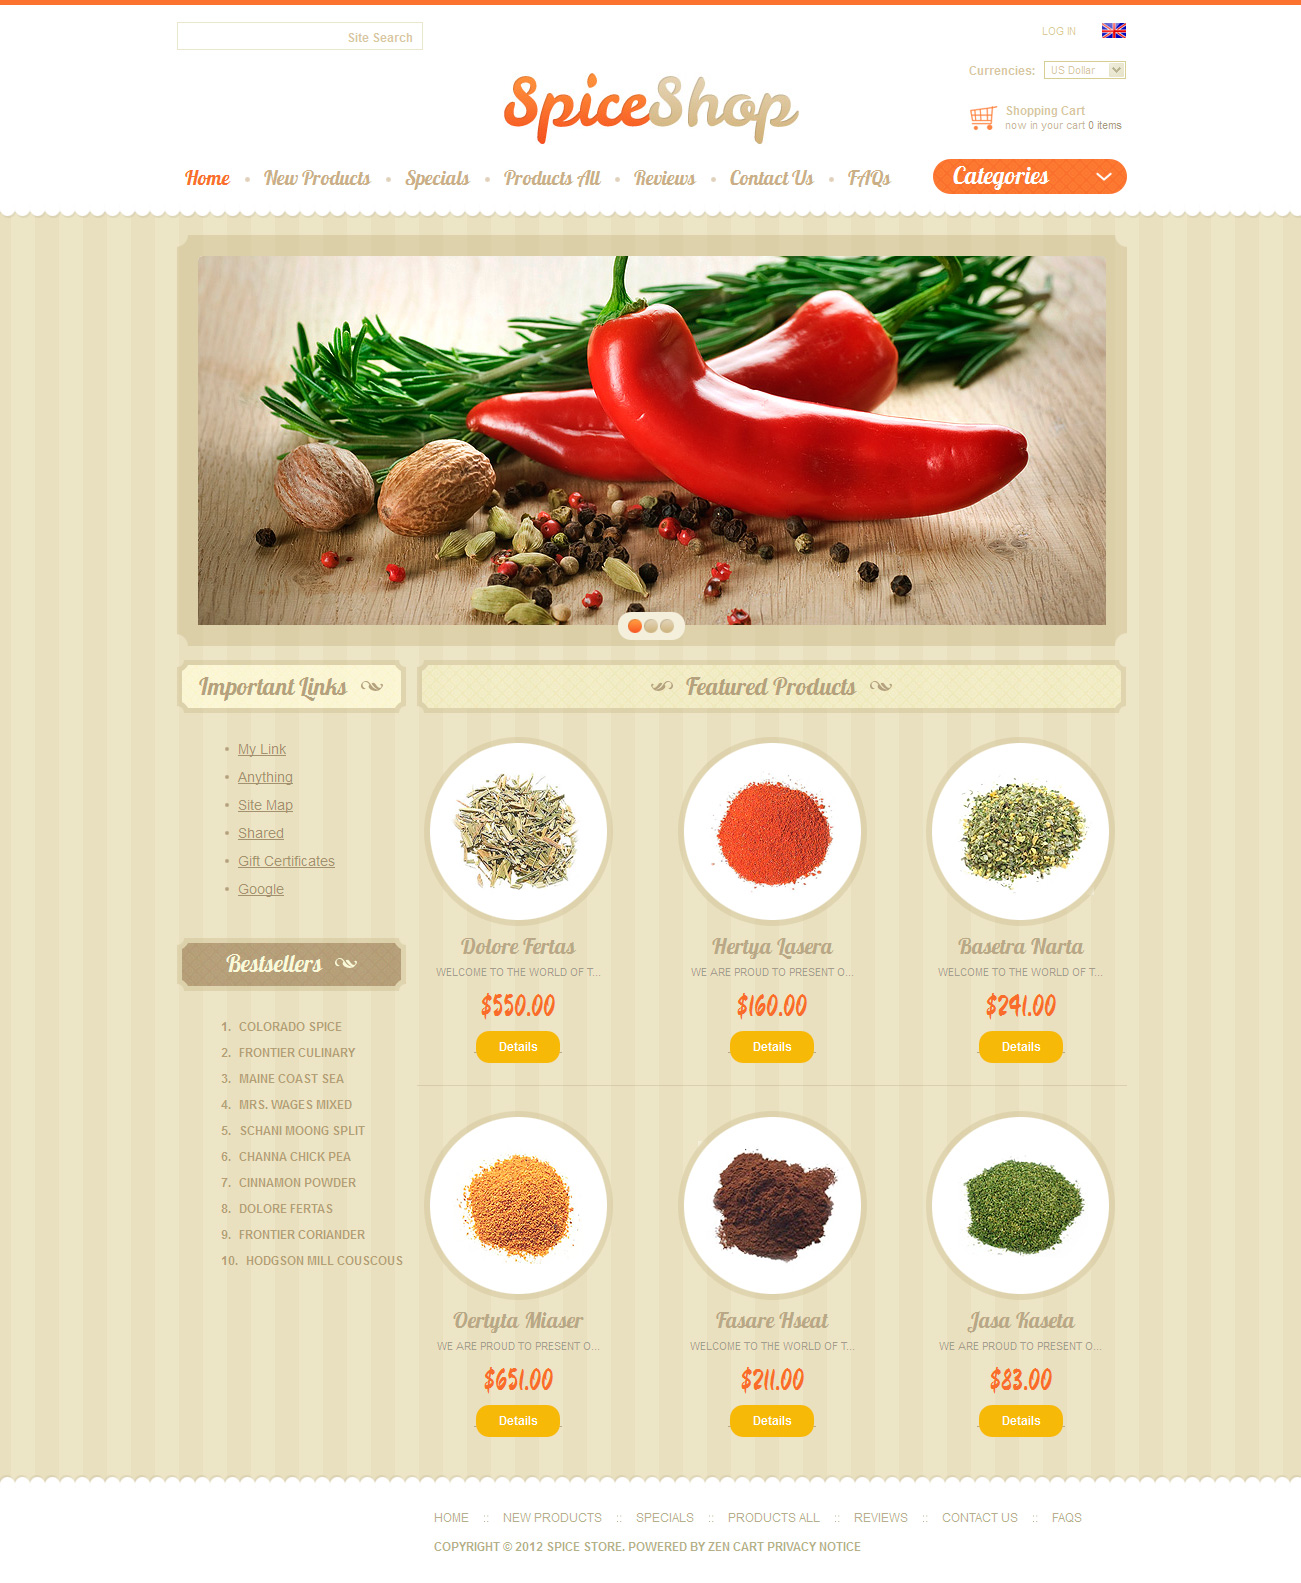 Site Search
LOG IN
Currencies: US Dollar
SpiceShop
Shopping Cart
now in your cart 0 items
Home
New Products
Specials
Products All
Reviews
Contact Us
FAQs
Categories
Important Links
My Link
Anything
Site Map
Shared
Gift Certificates
Google
Bestsellers
1. COLORADO SPICE
2. FRONTIER CULINARY
3. MAINE COAST SEA
4. MRS. WAGES MIXED
5. SCHANI MOONG SPLIT
6. CHANNA CHICK PEA
7. CINNAMON POWDER
8. DOLORE FERTAS
9. FRONTIER CORIANDER
10. HODGSON MILL COUSCOUS
Featured Products
Dolore Fertas
WELCOME TO THE WORLD OF T...
$550.00
Details
Hertya Lasera
WE ARE PROUD TO PRESENT O...
$160.00
Details
Basetra Narta
WELCOME TO THE WORLD OF T...
$241.00
Details
Oertyta Miaser
WE ARE PROUD TO PRESENT O...
$651.00
Details
Fasare Hseat
WELCOME TO THE WORLD OF T...
$211.00
Details
Jasa Kaseta
WE ARE PROUD TO PRESENT O...
$83.00
Details
HOME :: NEW PRODUCTS :: SPECIALS :: PRODUCTS ALL :: REVIEWS :: CONTACT US :: FAQS
COPYRIGHT © 2012 SPICE STORE. POWERED BY ZEN CART PRIVACY NOTICE